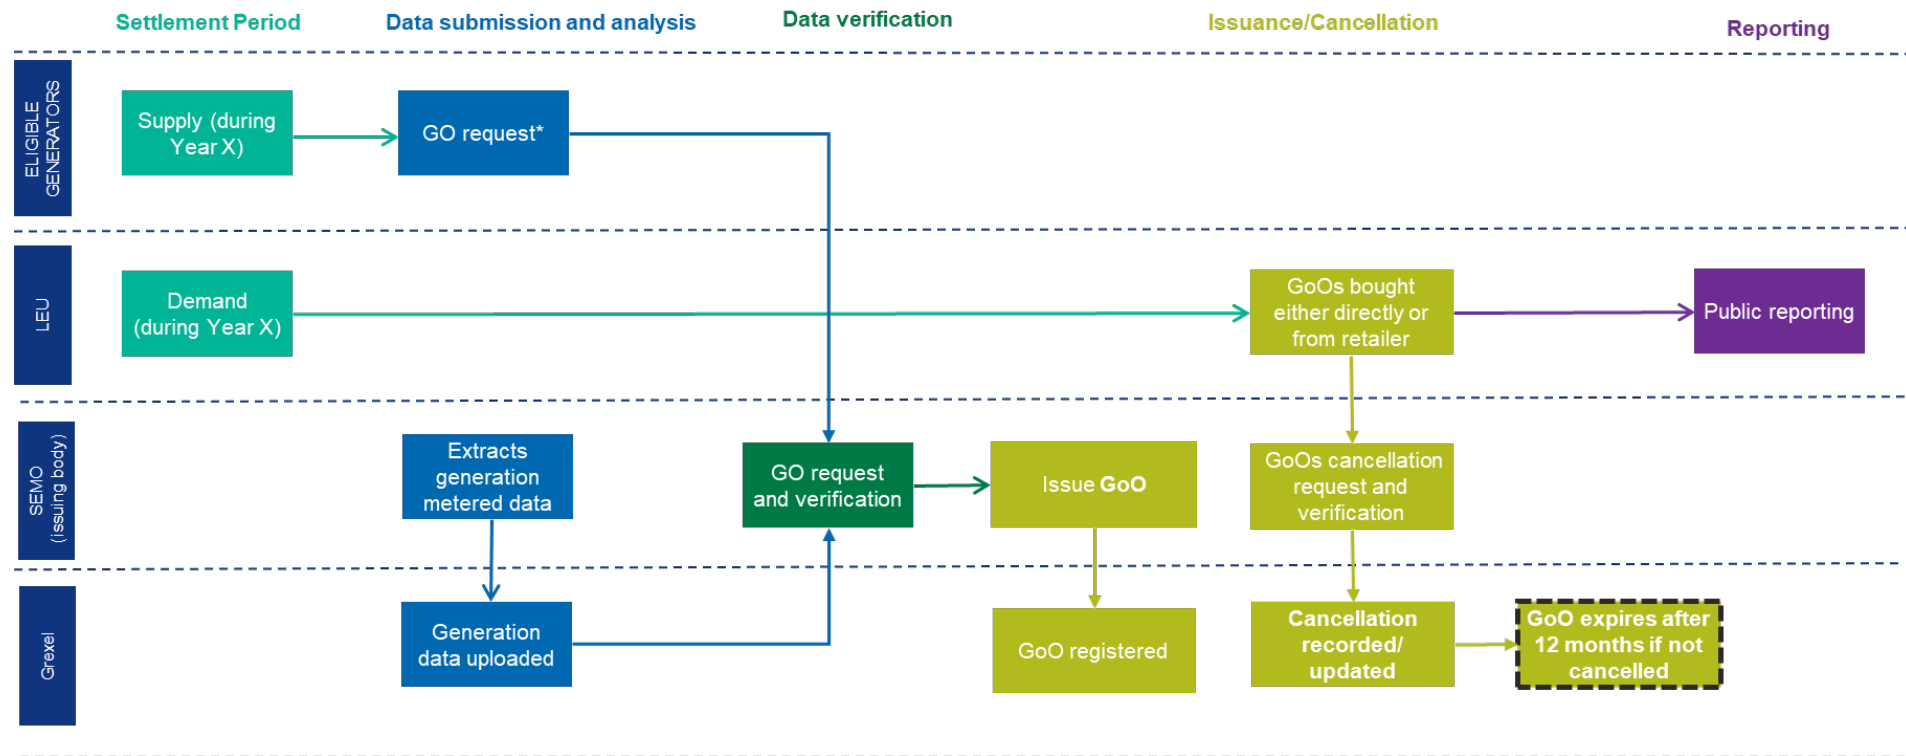 Settlement Period
Data submission and analysis
Data verification
Issuance/Cancellation
Reporting
ELIGIBLE
GENERATORS
Supply (during
Year X)
GO request*
LEU
Demand
(during Year X)
GoOs bought
either directly or
from retailer
Public reporting
SEMO
(issuing body)
Extracts
generation
metered data
GO request
and verification
Issue GoO
GoOs cancellation
request and
verification
Grexel
Generation
data uploaded
GoO registered
Cancellation
recorded/
updated
GoO expires after
12 months if not
cancelled